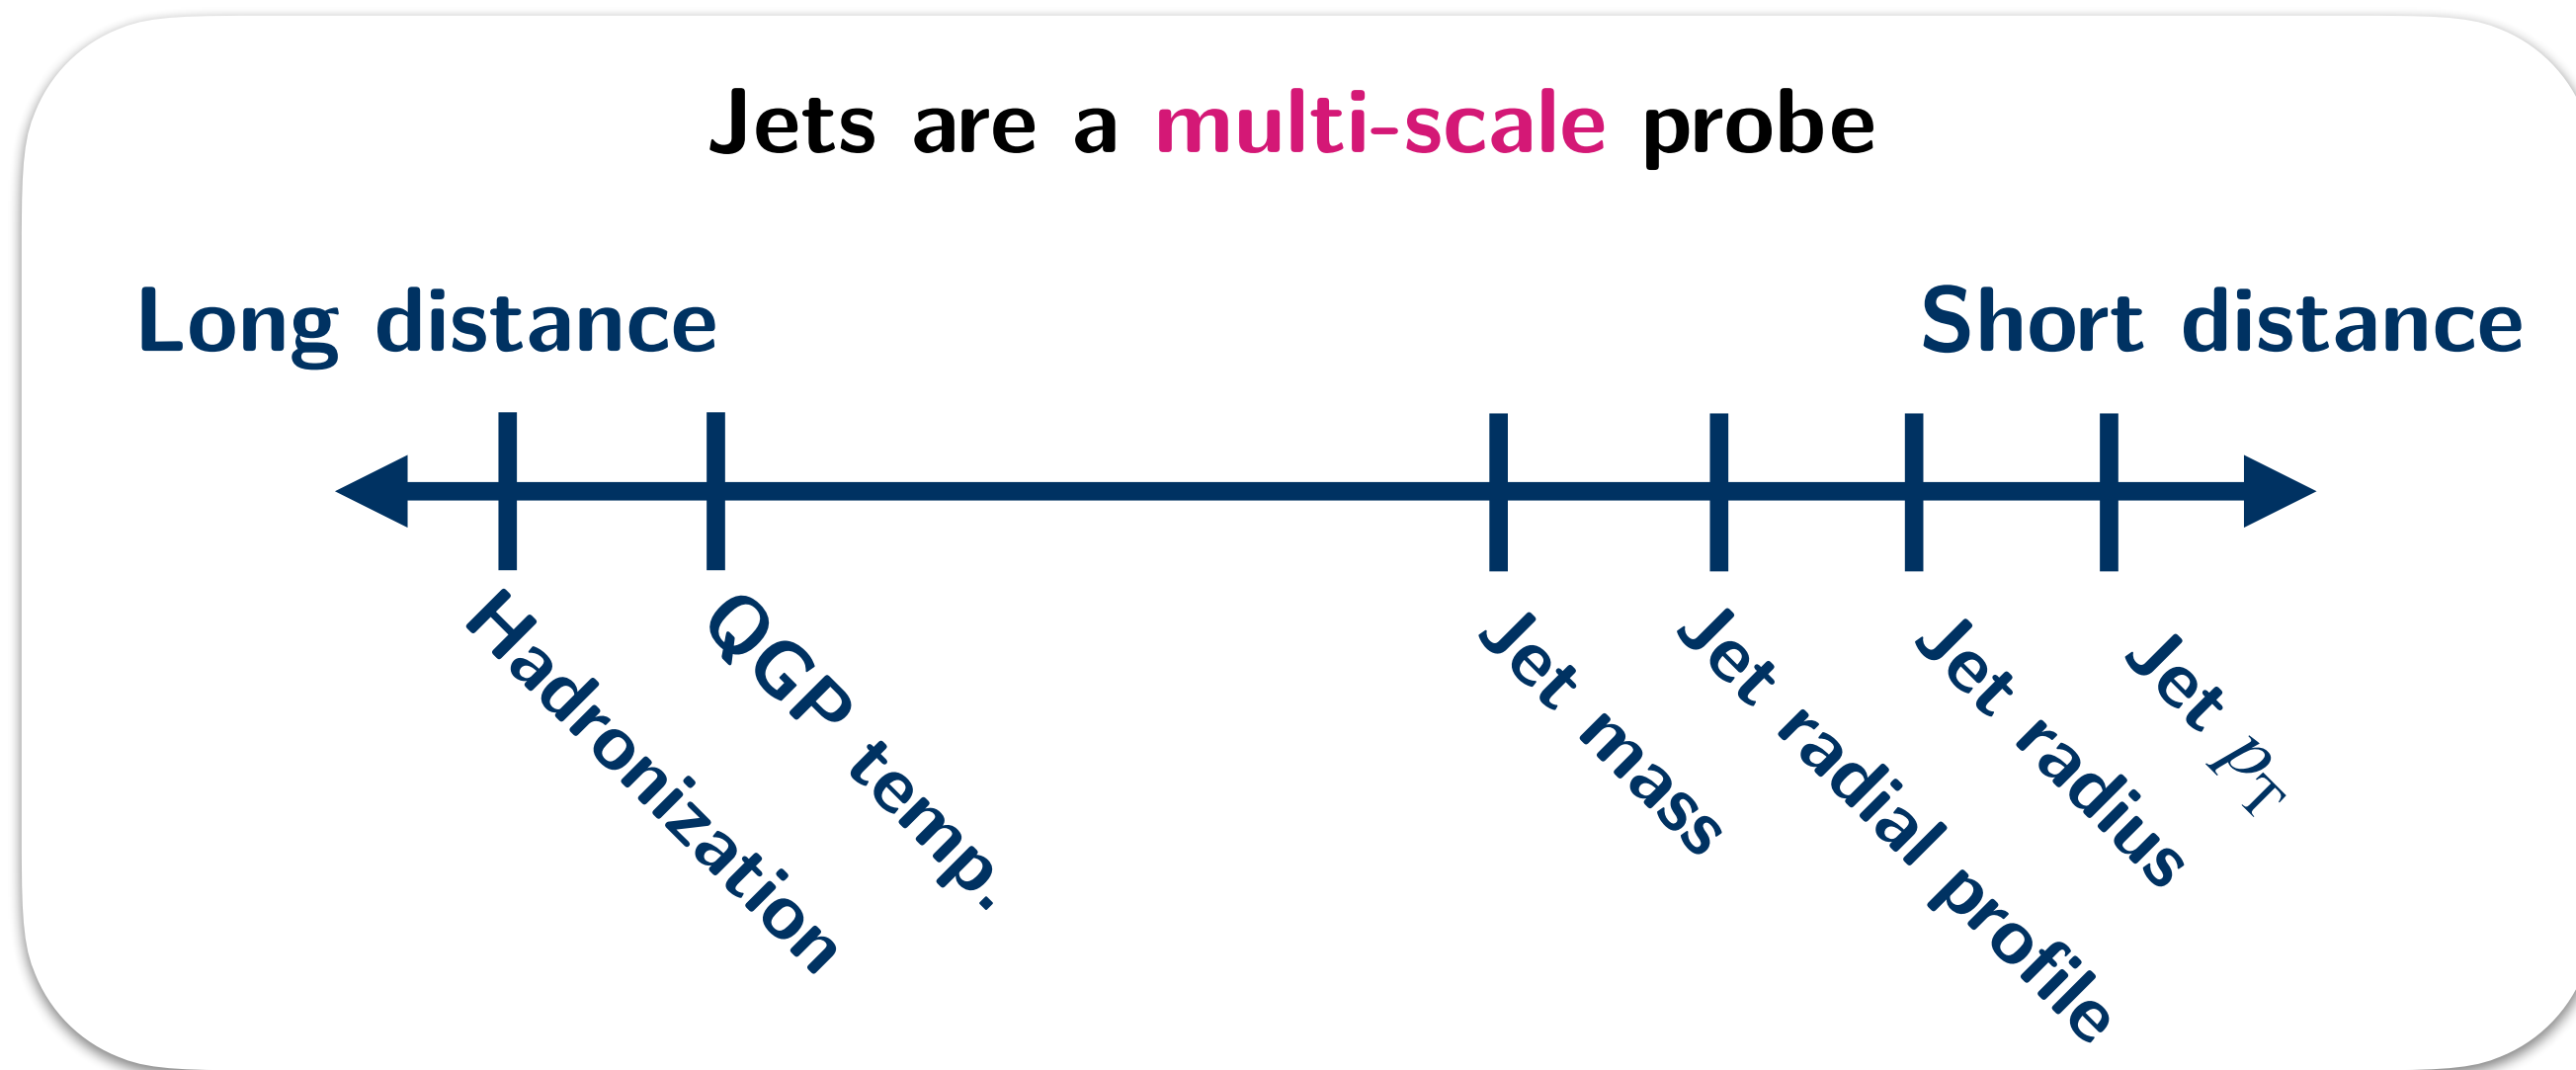 Jets are a multi-scale probe
Long distance
Short distance
Hadronization
QGP temp.
Jet mass
Jet radial profile
Jet radius
Jet pT